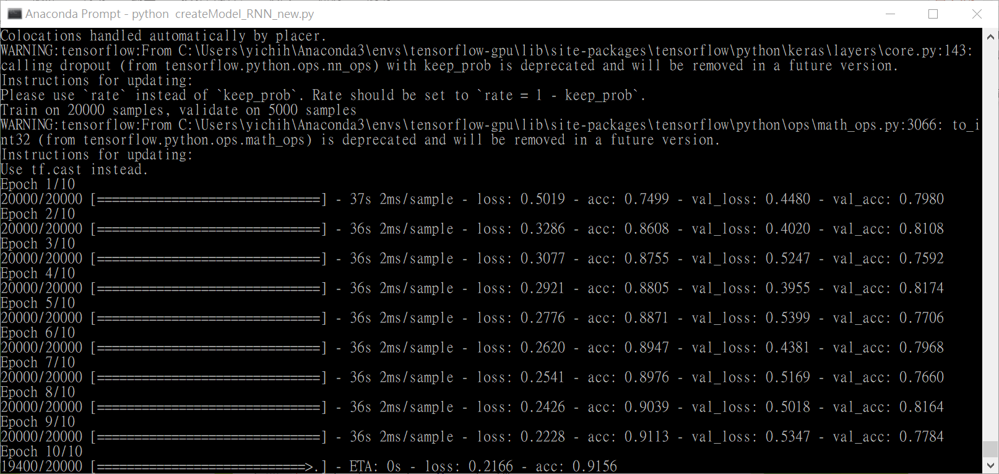 Anaconda Prompt - python  createModel_RNN_new.py
Colocations handled automatically by placer.
WARNING:tensorflow:From C:\Users\yichih\Anaconda3\envs\tensorflow-gpu\lib\site-packages\tensorflow\python\keras\layers\core.py:143:
calling dropout (from tensorflow.python.ops.nn_ops) with keep_prob is deprecated and will be removed in a future version.
Instructions for updating:
Please use `rate` instead of `keep_prob`. Rate should be set to `rate = 1 - keep_prob`.
Train on 20000 samples, validate on 5000 samples
WARNING:tensorflow:From C:\Users\yichih\Anaconda3\envs\tensorflow-gpu\lib\site-packages\tensorflow\python\ops\math_ops.py:3066: to_i
nt32 (from tensorflow.python.ops.math_ops) is deprecated and will be removed in a future version.
Instructions for updating:
Use tf.cast instead.
Epoch 1/10
20000/20000 [==============================] - 37s 2ms/sample - loss: 0.5019 - acc: 0.7499 - val_loss: 0.4480 - val_acc: 0.7980
Epoch 2/10
20000/20000 [==============================] - 36s 2ms/sample - loss: 0.3286 - acc: 0.8608 - val_loss: 0.4020 - val_acc: 0.8108
Epoch 3/10
20000/20000 [==============================] - 36s 2ms/sample - loss: 0.3077 - acc: 0.8755 - val_loss: 0.5247 - val_acc: 0.7592
Epoch 4/10
20000/20000 [==============================] - 36s 2ms/sample - loss: 0.2921 - acc: 0.8805 - val_loss: 0.3955 - val_acc: 0.8174
Epoch 5/10
20000/20000 [==============================] - 36s 2ms/sample - loss: 0.2776 - acc: 0.8871 - val_loss: 0.5399 - val_acc: 0.7706
Epoch 6/10
20000/20000 [==============================] - 36s 2ms/sample - loss: 0.2620 - acc: 0.8947 - val_loss: 0.4381 - val_acc: 0.7968
Epoch 7/10
20000/20000 [==============================] - 36s 2ms/sample - loss: 0.2541 - acc: 0.8976 - val_loss: 0.5169 - val_acc: 0.7660
Epoch 8/10
20000/20000 [==============================] - 36s 2ms/sample - loss: 0.2426 - acc: 0.9039 - val_loss: 0.5018 - val_acc: 0.8164
Epoch 9/10
20000/20000 [==============================] - 36s 2ms/sample - loss: 0.2228 - acc: 0.9113 - val_loss: 0.5347 - val_acc: 0.7784
Epoch 10/10
19400/20000 [============================>.] - ETA: 0s - loss: 0.2166 - acc: 0.9156